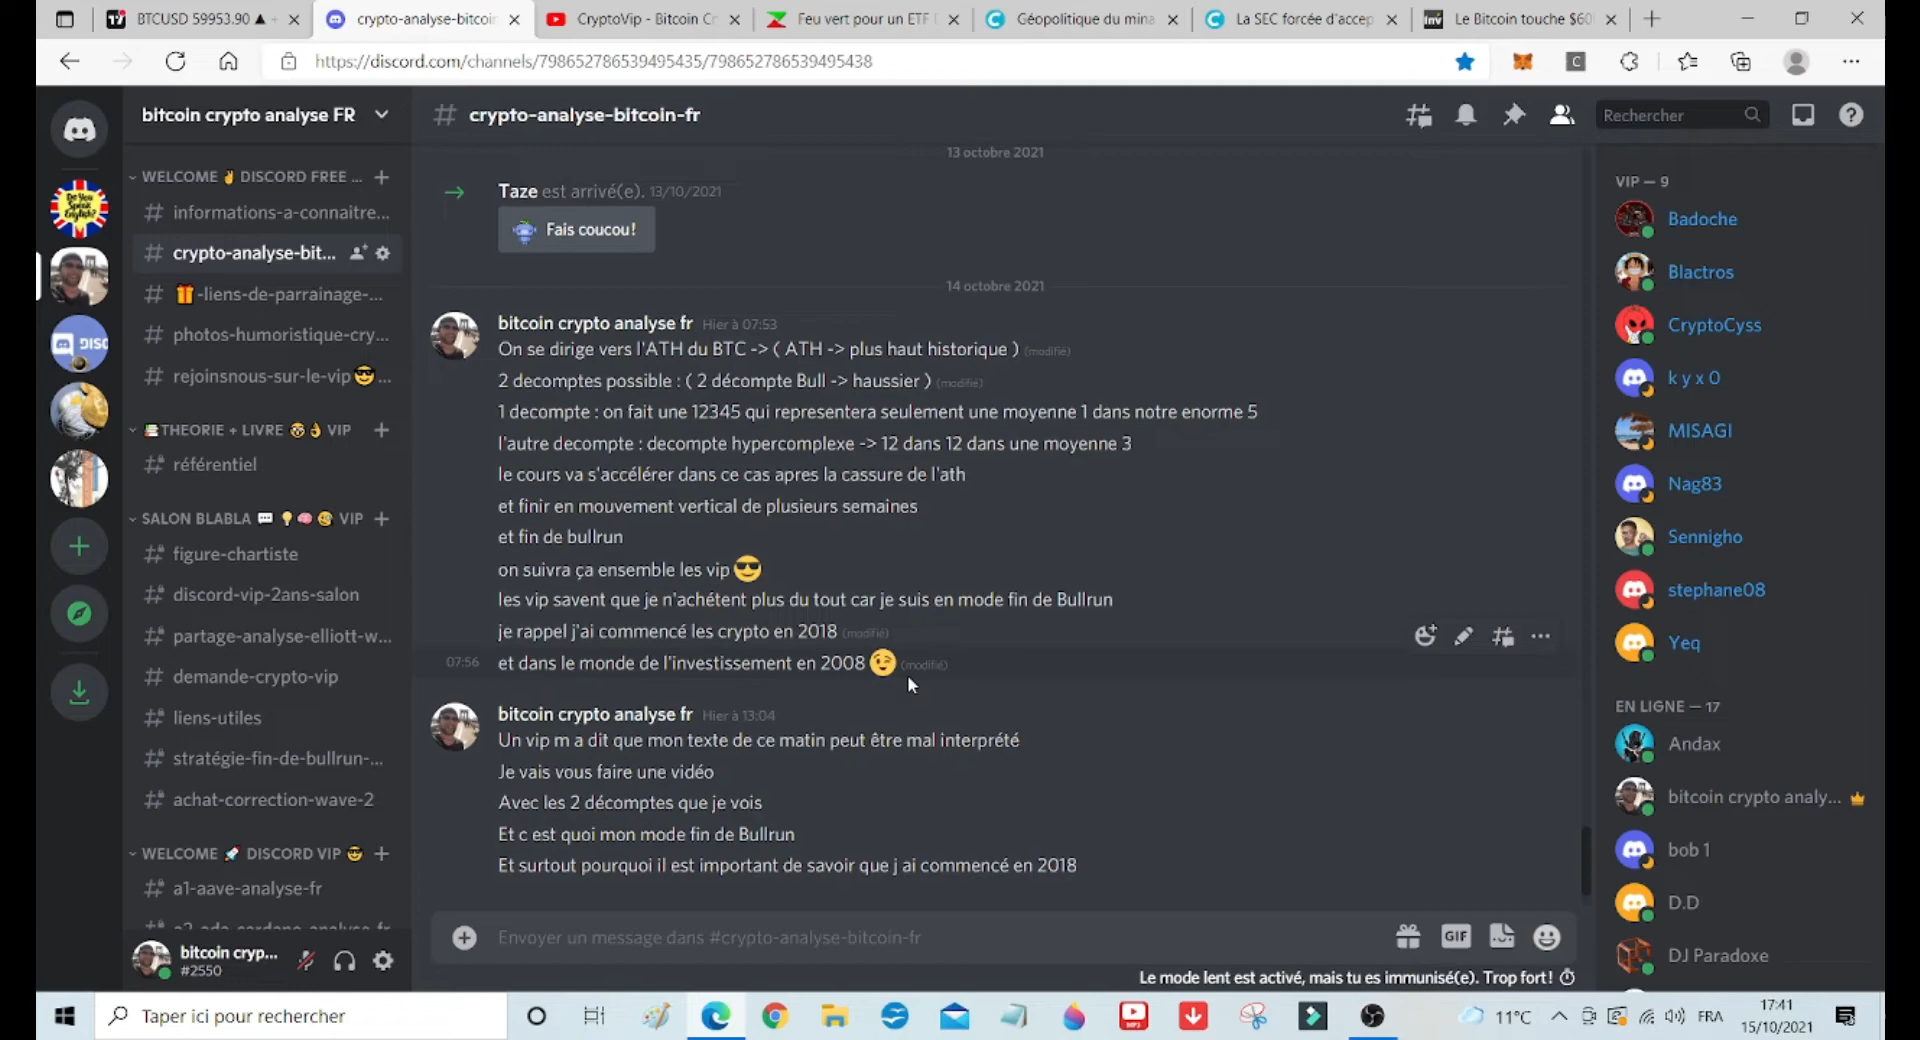 BTCUSD 59953.90 ▲ +
crypto-analyse-bitcoin
CryptoVip - Bitcoin Cr
Feu vert pour un ETF
Géopolitique du mina
La SEC forcée d'accep
Le Bitcoin touche $60
https://discord.com/channels/798652786539495435/798652786539495438
bitcoin crypto analyse FR
crypto-analyse-bitcoin-fr
Rechercher
WELCOME ✌ DISCORD FREE ...
informations-a-connaitre...
crypto-analyse-bit...
🎁-liens-de-parrainage-...
photos-humoristique-cry...
rejoinsnous-sur-le-vip😎...
THEORIE + LIVRE 🤓👌 VIP
référentiel
SALON BLABLA 💬💡🧠🧐 VIP
figure-chartiste
discord-vip-2ans-salon
partage-analyse-elliott-w...
demande-crypto-vip
liens-utiles
stratégie-fin-de-bullrun-...
achat-correction-wave-2
WELCOME 🚀 DISCORD VIP 😎
a1-aave-analyse-fr
bitcoin cryp...
#2550
13 octobre 2021
Taze est arrivé(e). 13/10/2021
Fais coucou!
14 octobre 2021
bitcoin crypto analyse fr Hier à 07:53
On se dirige vers l'ATH du BTC -> ( ATH -> plus haut historique ) (modifié)
2 decomptes possible : ( 2 décompte Bull -> haussier ) (modifié)
1 decompte : on fait une 12345 qui representera seulement une moyenne 1 dans notre enorme 5
l'autre decompte : decompte hypercomplexe -> 12 dans 12 dans une moyenne 3
le cours va s'accélérer dans ce cas apres la cassure de l'ath
et finir en mouvement vertical de plusieurs semaines
et fin de bullrun
on suivra ça ensemble les vip 😎
les vip savent que je n'achétent plus du tout car je suis en mode fin de Bullrun
je rappel j'ai commencé les crypto en 2018 (modifié)
07:56 et dans le monde de l'investissement en 2008 😉 (modifié)
bitcoin crypto analyse fr Hier à 13:04
Un vip m a dit que mon texte de ce matin peut être mal interprété
Je vais vous faire une vidéo
Avec les 2 décomptes que je vois
Et c est quoi mon mode fin de Bullrun
Et surtout pourquoi il est important de savoir que j ai commencé en 2018
Envoyer un message dans #crypto-analyse-bitcoin-fr
GIF
Le mode lent est activé, mais tu es immunisé(e). Trop fort!
VIP — 9
Badoche
Blactros
CryptoCyss
k y x 0
MISAGI
Nag83
Sennigho
stephane08
Yeq
EN LIGNE — 17
Andax
bitcoin crypto analy...
bob 1
D.D
DJ Paradoxe
Taper ici pour rechercher
11°C
FRA
17:41
15/10/2021